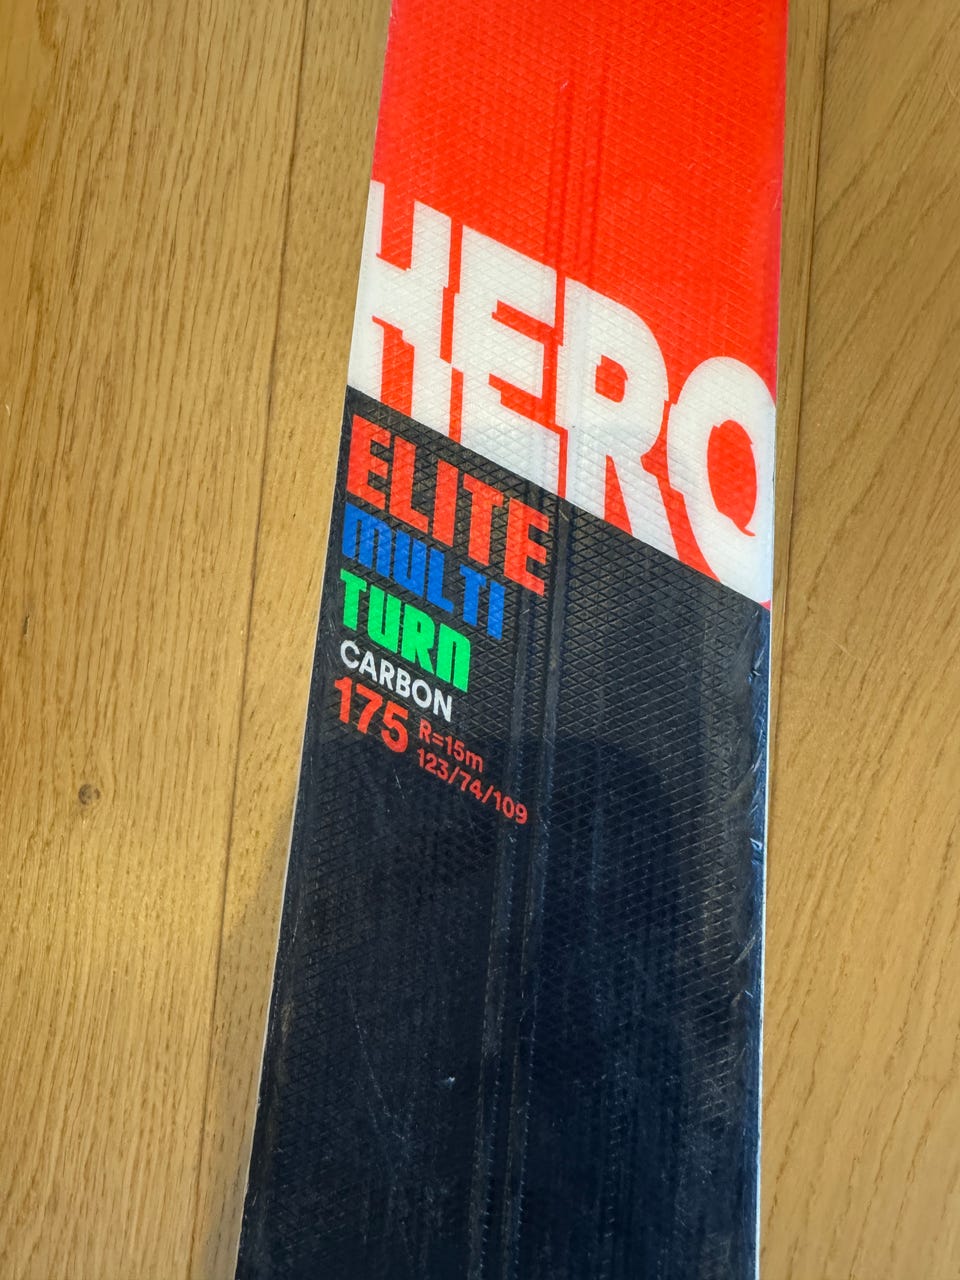 HERO
ELITE
MULTI
TURN
CARBON
175 R=15m
123/74/109